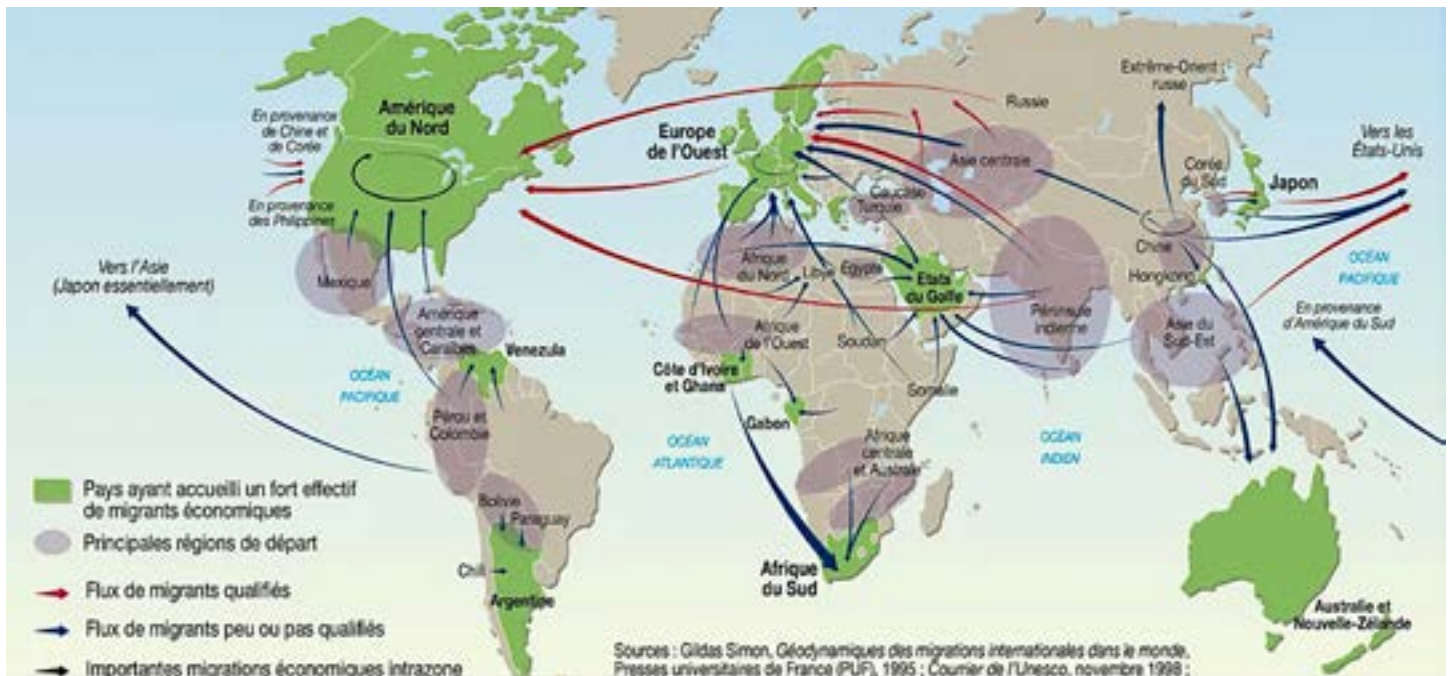 En provenance
de Chine et
de Corée
En provenance
des Philippines
Amérique
du Nord
Europe
de l'Ouest
Russie
Extrême-Orient
russe
Vers les
États-Unis
Asie centrale
Corée
du Sud
Japon
Caucase
Turquie
Chine
Hongkong
OCÉAN
PACIFIQUE
Vers l'Asie
(Japon essentiellement)
Mexique
Afrique
du Nord
Libye
Égypte
États
du Golfe
Péninsule
indienne
Asie du
Sud-Est
En provenance
d'Amérique du Sud
Amérique
centrale et
Caraïbes
Venezula
Afrique
de l'Ouest
Soudan
Somalie
OCÉAN
PACIFIQUE
Côte d'Ivoire
et Ghana
Pérou et
Colombie
Gabon
OCÉAN
ATLANTIQUE
Afrique
centrale
et Australe
OCÉAN
INDIEN
Bolivie
Paraguay
Chili
Argentine
Afrique
du Sud
Australie et
Nouvelle-Zélande
Pays ayant accueilli un fort effectif
de migrants économiques
Principales régions de départ
Flux de migrants qualifiés
Flux de migrants peu ou pas qualifiés
Importantes migrations économiques intrazone
Sources : Gildas Simon, Géodynamiques des migrations internationales dans le monde,
Presses universitaires de France (PUF), 1995 ; Courrier de l'Unesco, novembre 1998 ;